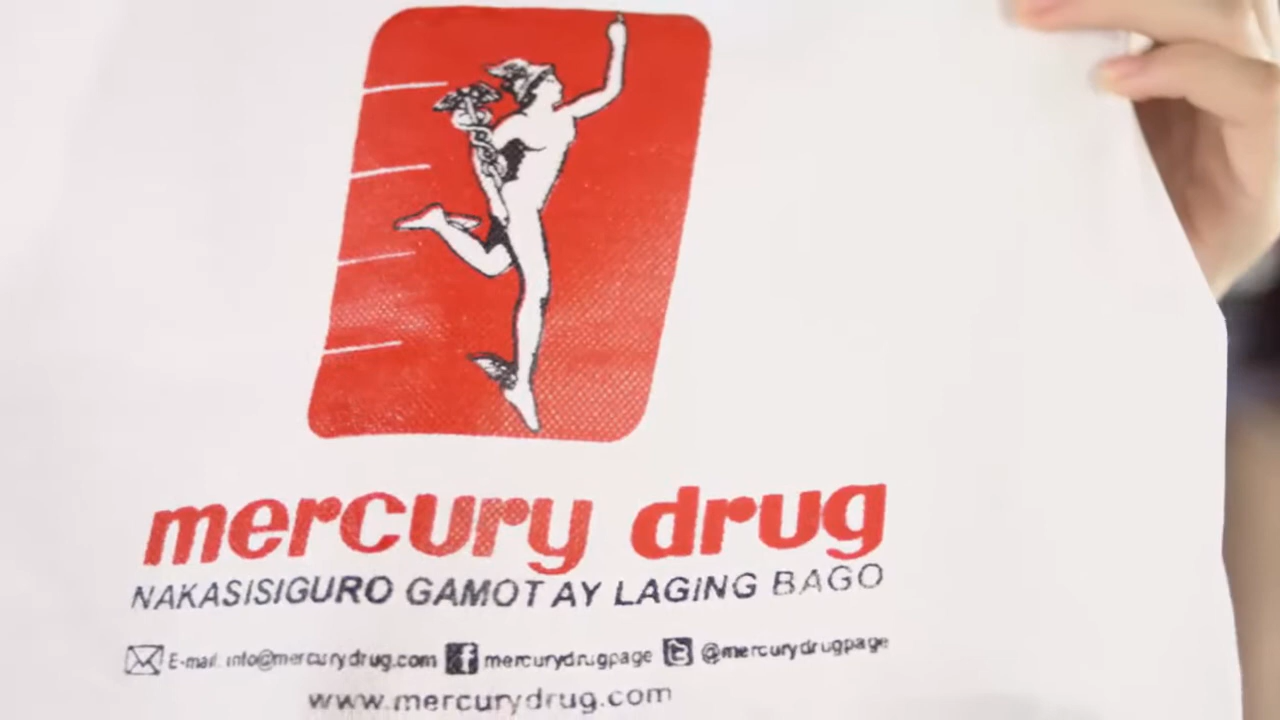 mercury drug
NAKASISIGURO GAMOT AY LAGING BAGO
E-mail: info@mercurydrug.com mercurydrugpage @mercurydrugpage
www.mercurydrug.com